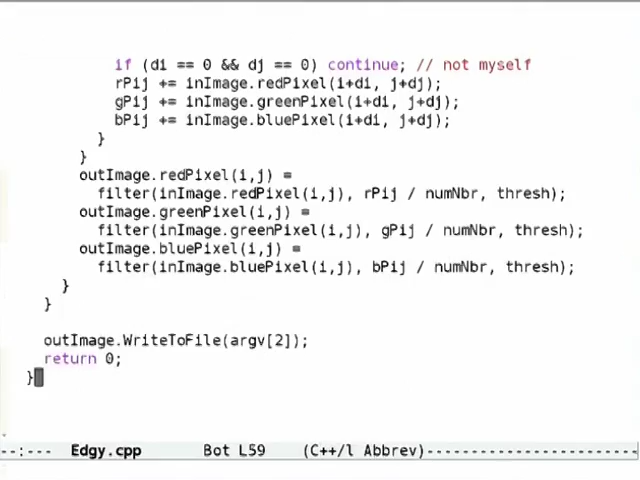 if (di == 0 && dj == 0) continue; // not myself
rPij += inImage.redPixel(i+di, j+dj);
gPij += inImage.greenPixel(i+di, j+dj);
bPij += inImage.bluePixel(i+di, j+dj);
}
}
outImage.redPixel(i,j) =
filter(inImage.redPixel(i,j), rPij / numNbr, thresh);
outImage.greenPixel(i,j) =
filter(inImage.greenPixel(i,j), gPij / numNbr, thresh);
outImage.bluePixel(i,j) =
filter(inImage.bluePixel(i,j), bPij / numNbr, thresh);
}
}
outImage.WriteToFile(argv[2]);
return 0;
}
--:--- Edgy.cpp Bot L59 (C++/l Abbrev)------------------------